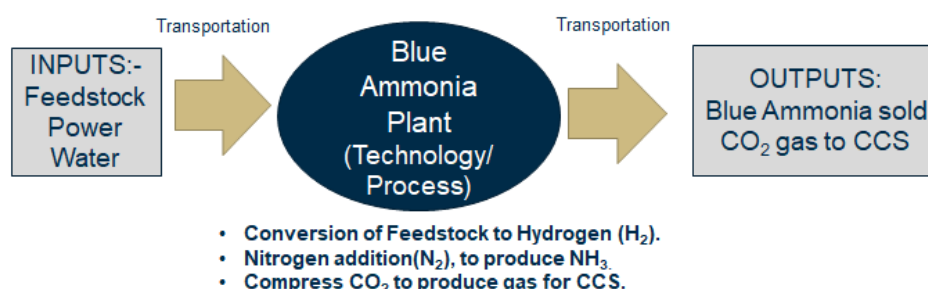 Transportation
Transportation
INPUTS:-
Feedstock
Power
Water
Blue
Ammonia
Plant
(Technology/
Process)
OUTPUTS:
Blue Ammonia sold
CO₂ gas to CCS
• Conversion of Feedstock to Hydrogen (H₂).
• Nitrogen addition(N₂), to produce NH₃.
• Compress CO₂ to produce gas for CCS.